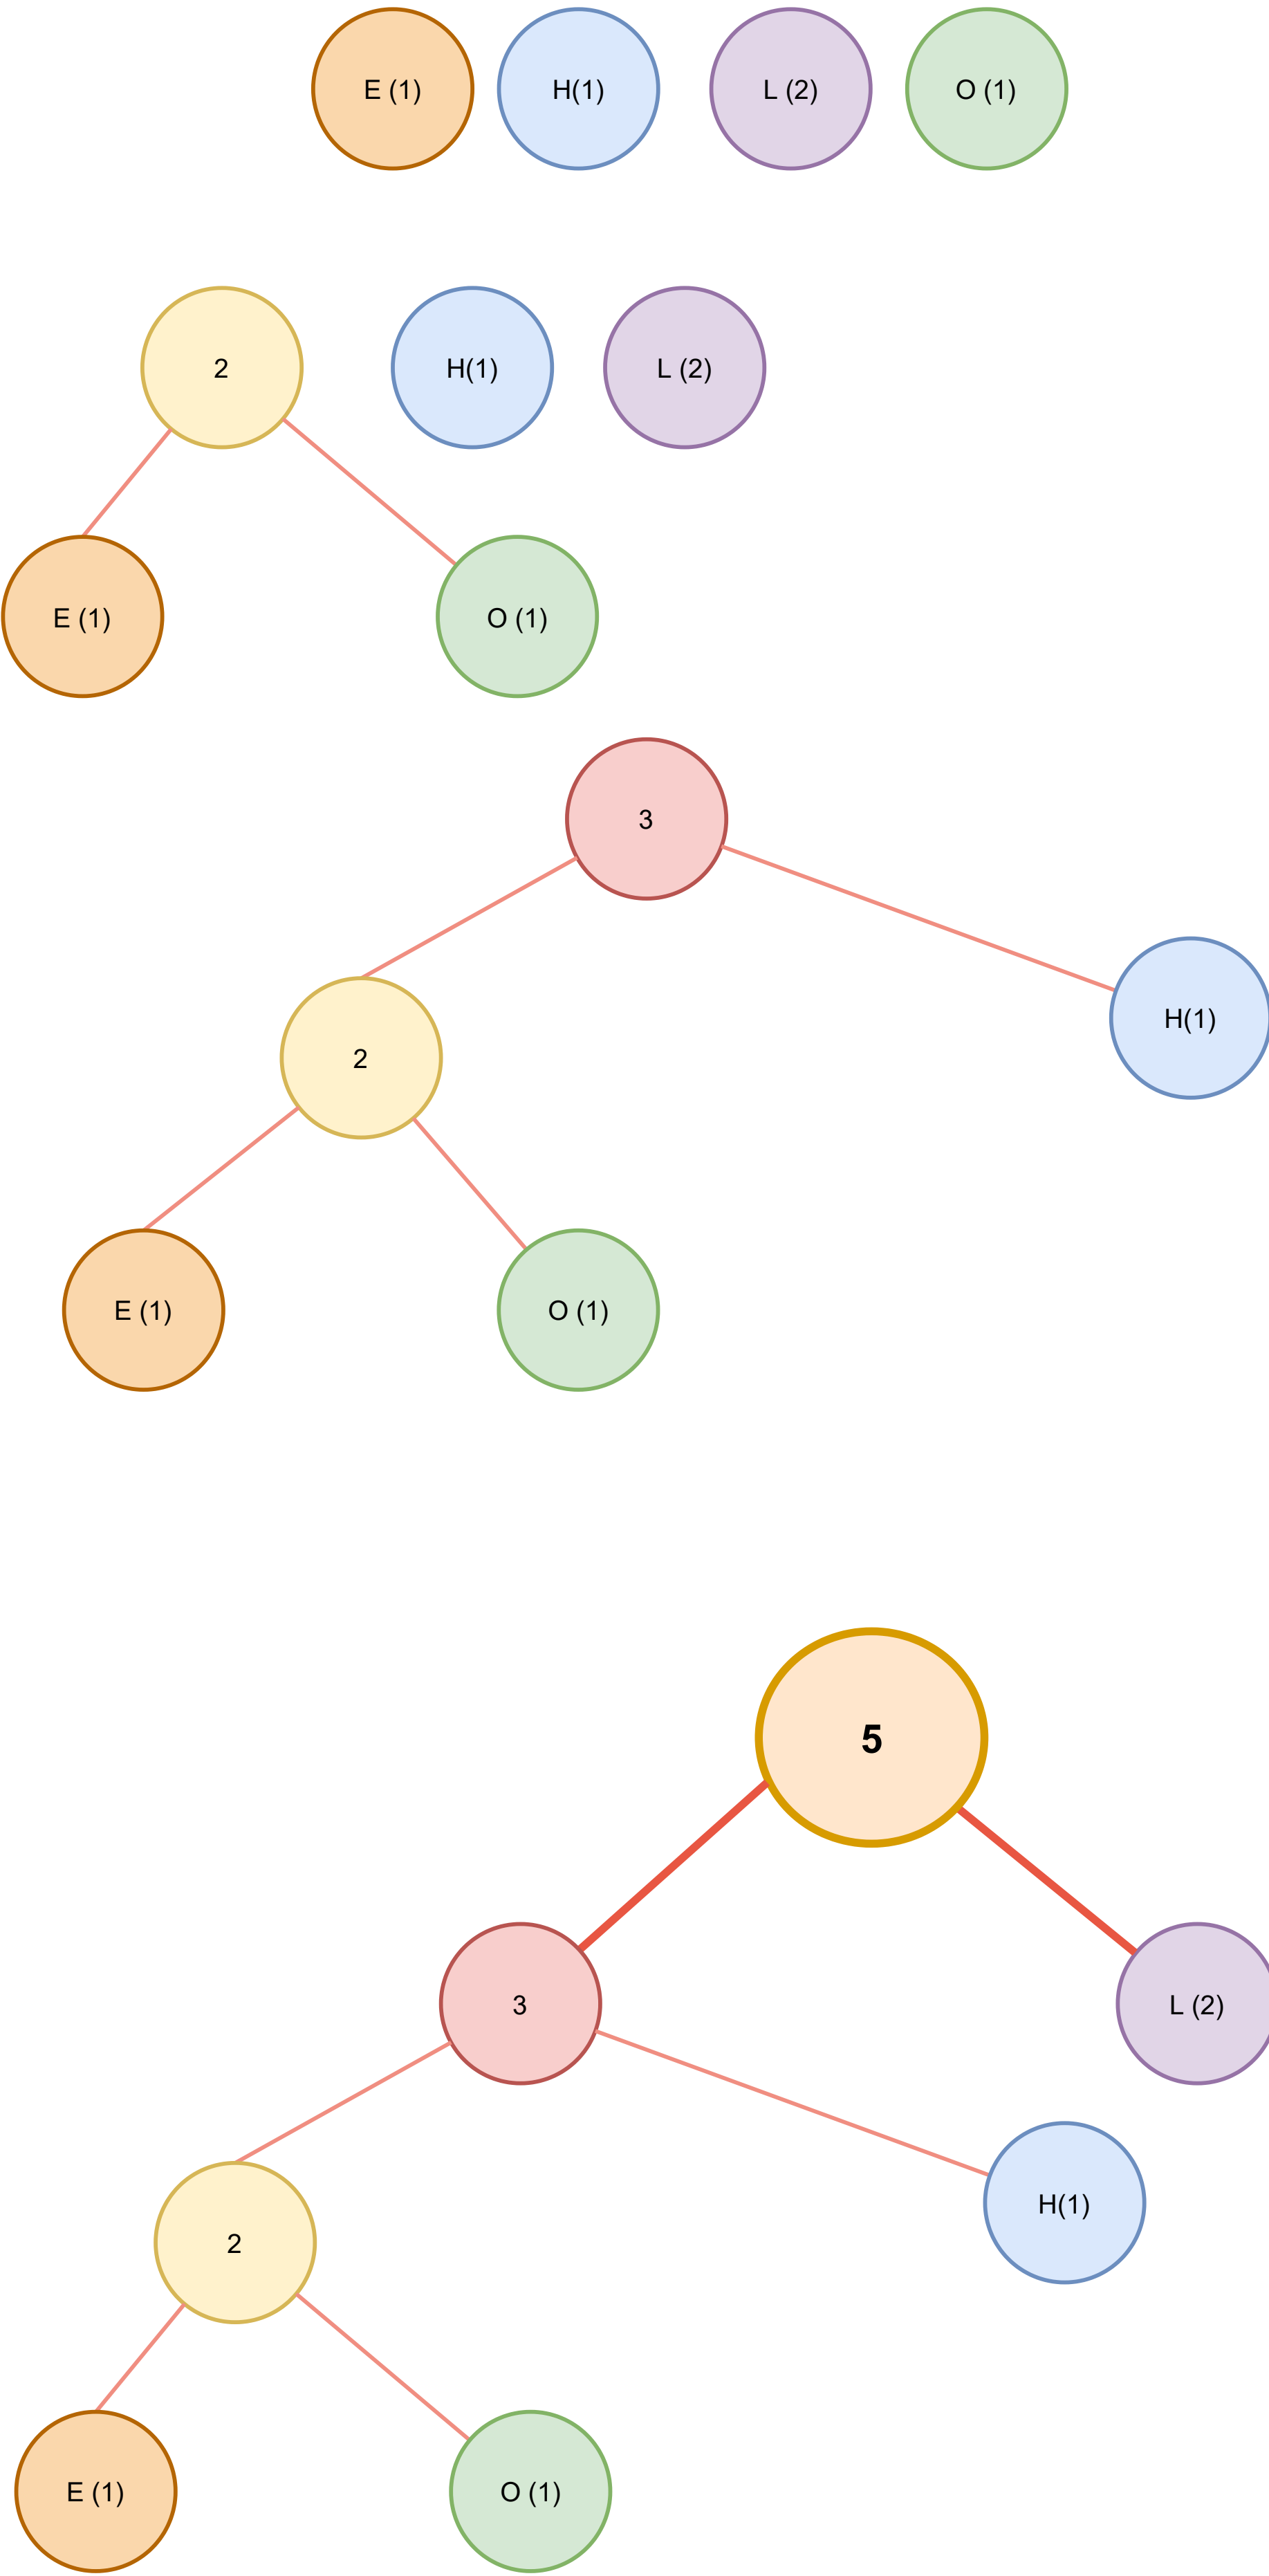 E (1) H(1) L (2) O (1)
2 H(1) L (2)
E (1) O (1)
3
H(1)
2
E (1) O (1)
5
3 L (2)
H(1)
2
E (1) O (1)